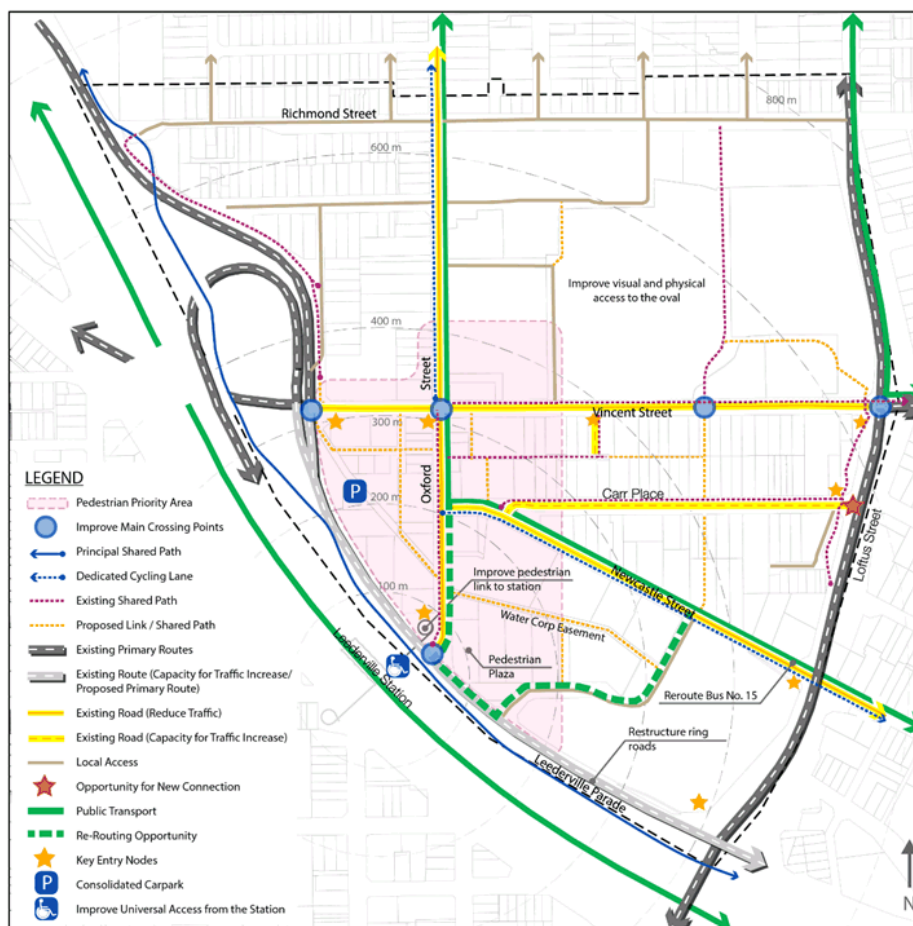 800 m
Richmond Street
600 m
Improve visual and physical
access to the oval
400 m
Street
Vincent Street
300 m
Oxford
LEGEND
Pedestrian Priority Area
Improve Main Crossing Points
Principal Shared Path
Dedicated Cycling Lane
Existing Shared Path
Proposed Link / Shared Path
Existing Primary Routes
Existing Route (Capacity for Traffic Increase/
Proposed Primary Route)
Existing Road (Reduce Traffic)
Existing Road (Capacity for Traffic Increase)
Local Access
Opportunity for New Connection
Public Transport
Re-Routing Opportunity
Key Entry Nodes
P
Consolidated Carpark
Improve Universal Access from the Station
P
200 m
Carr Place
Loftus Street
Improve pedestrian
link to station
100 m
Newcastle Street
Water Corp Easement
Pedestrian
Plaza
Leederville Station
Reroute Bus No. 15
Restructure ring
roads
Leederville Parade
N